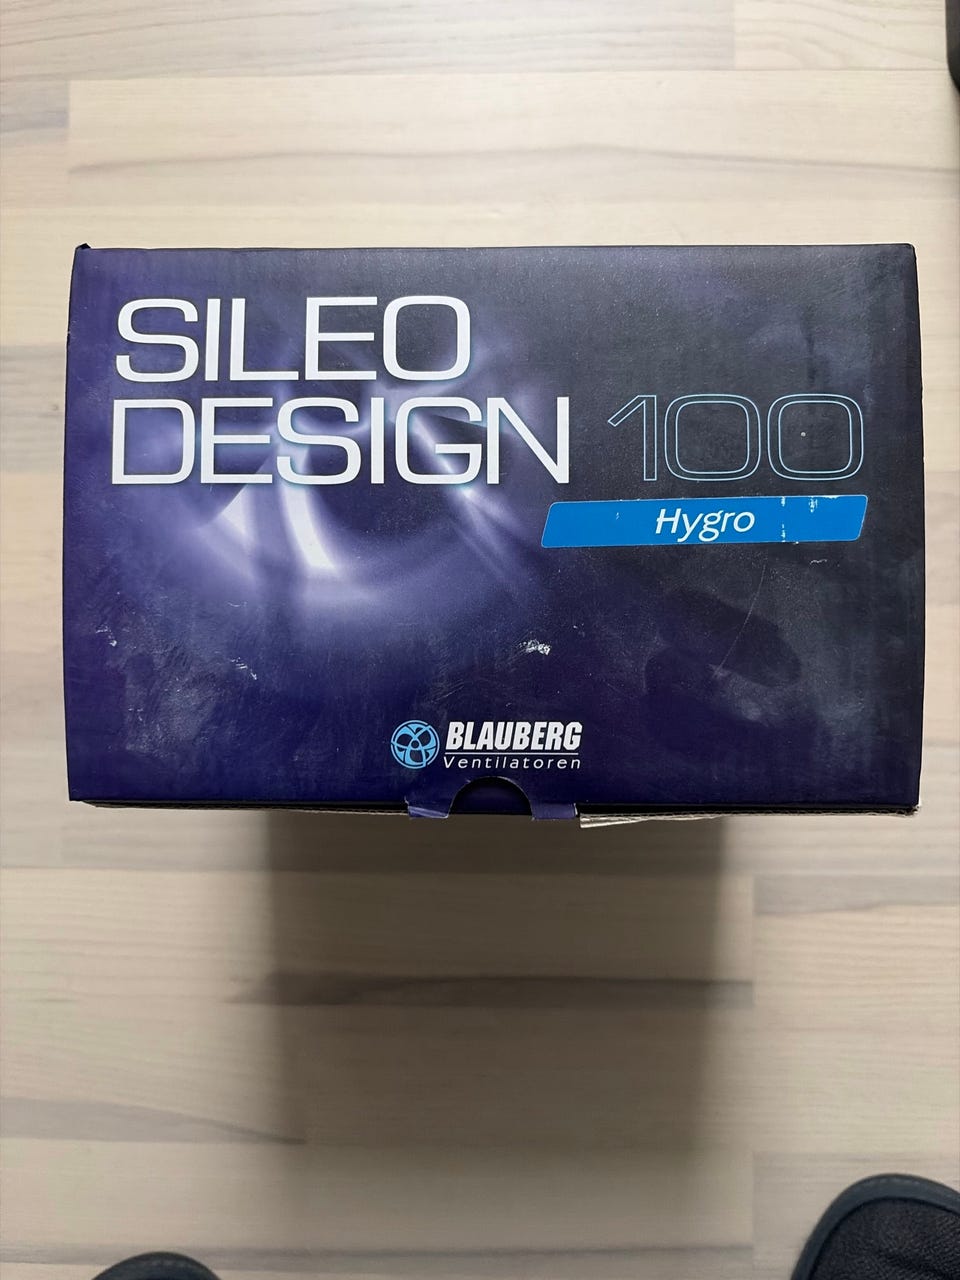 SILEO
DESIGN 100
Hygro
BLAUBERG
Ventilatoren